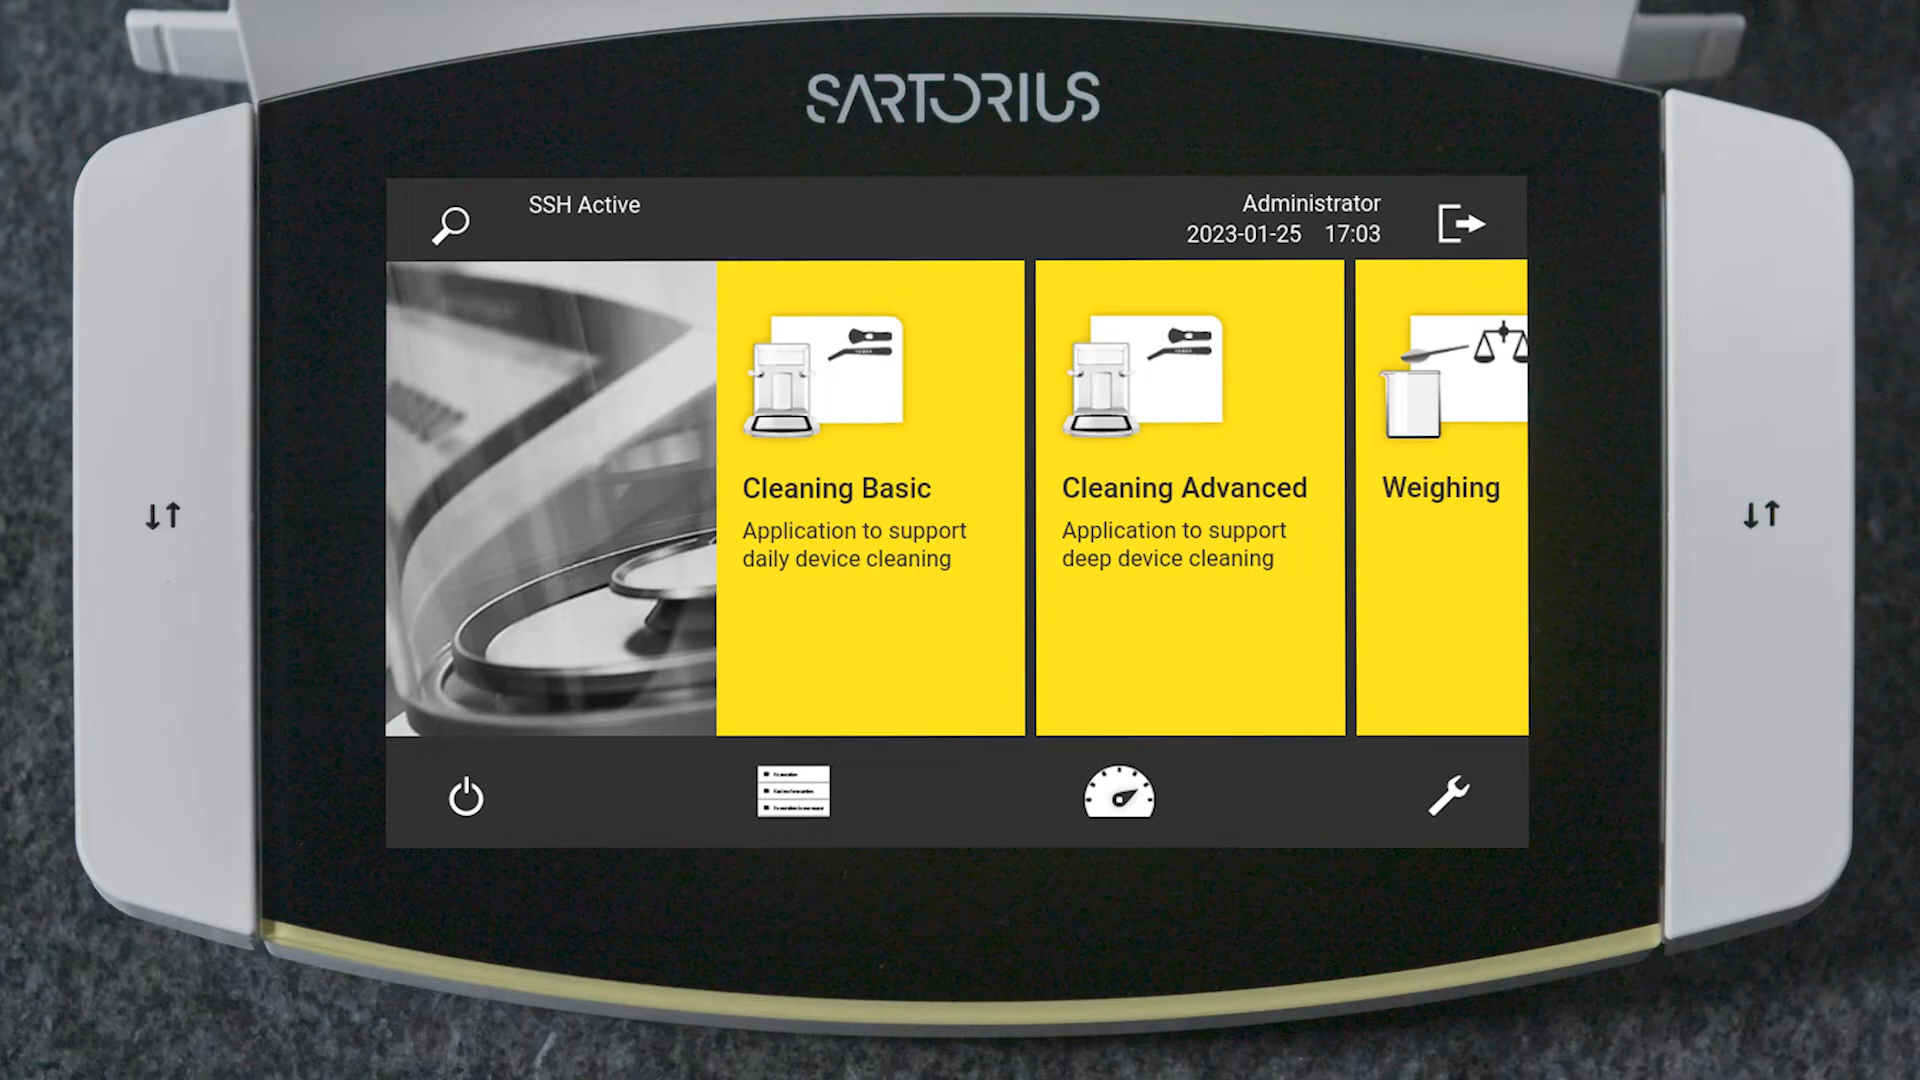 SARTORIUS
SSH Active
Administrator
2023-01-25 17:03
Cleaning Basic
Application to support
daily device cleaning
Cleaning Advanced
Application to support
deep device cleaning
Weighing